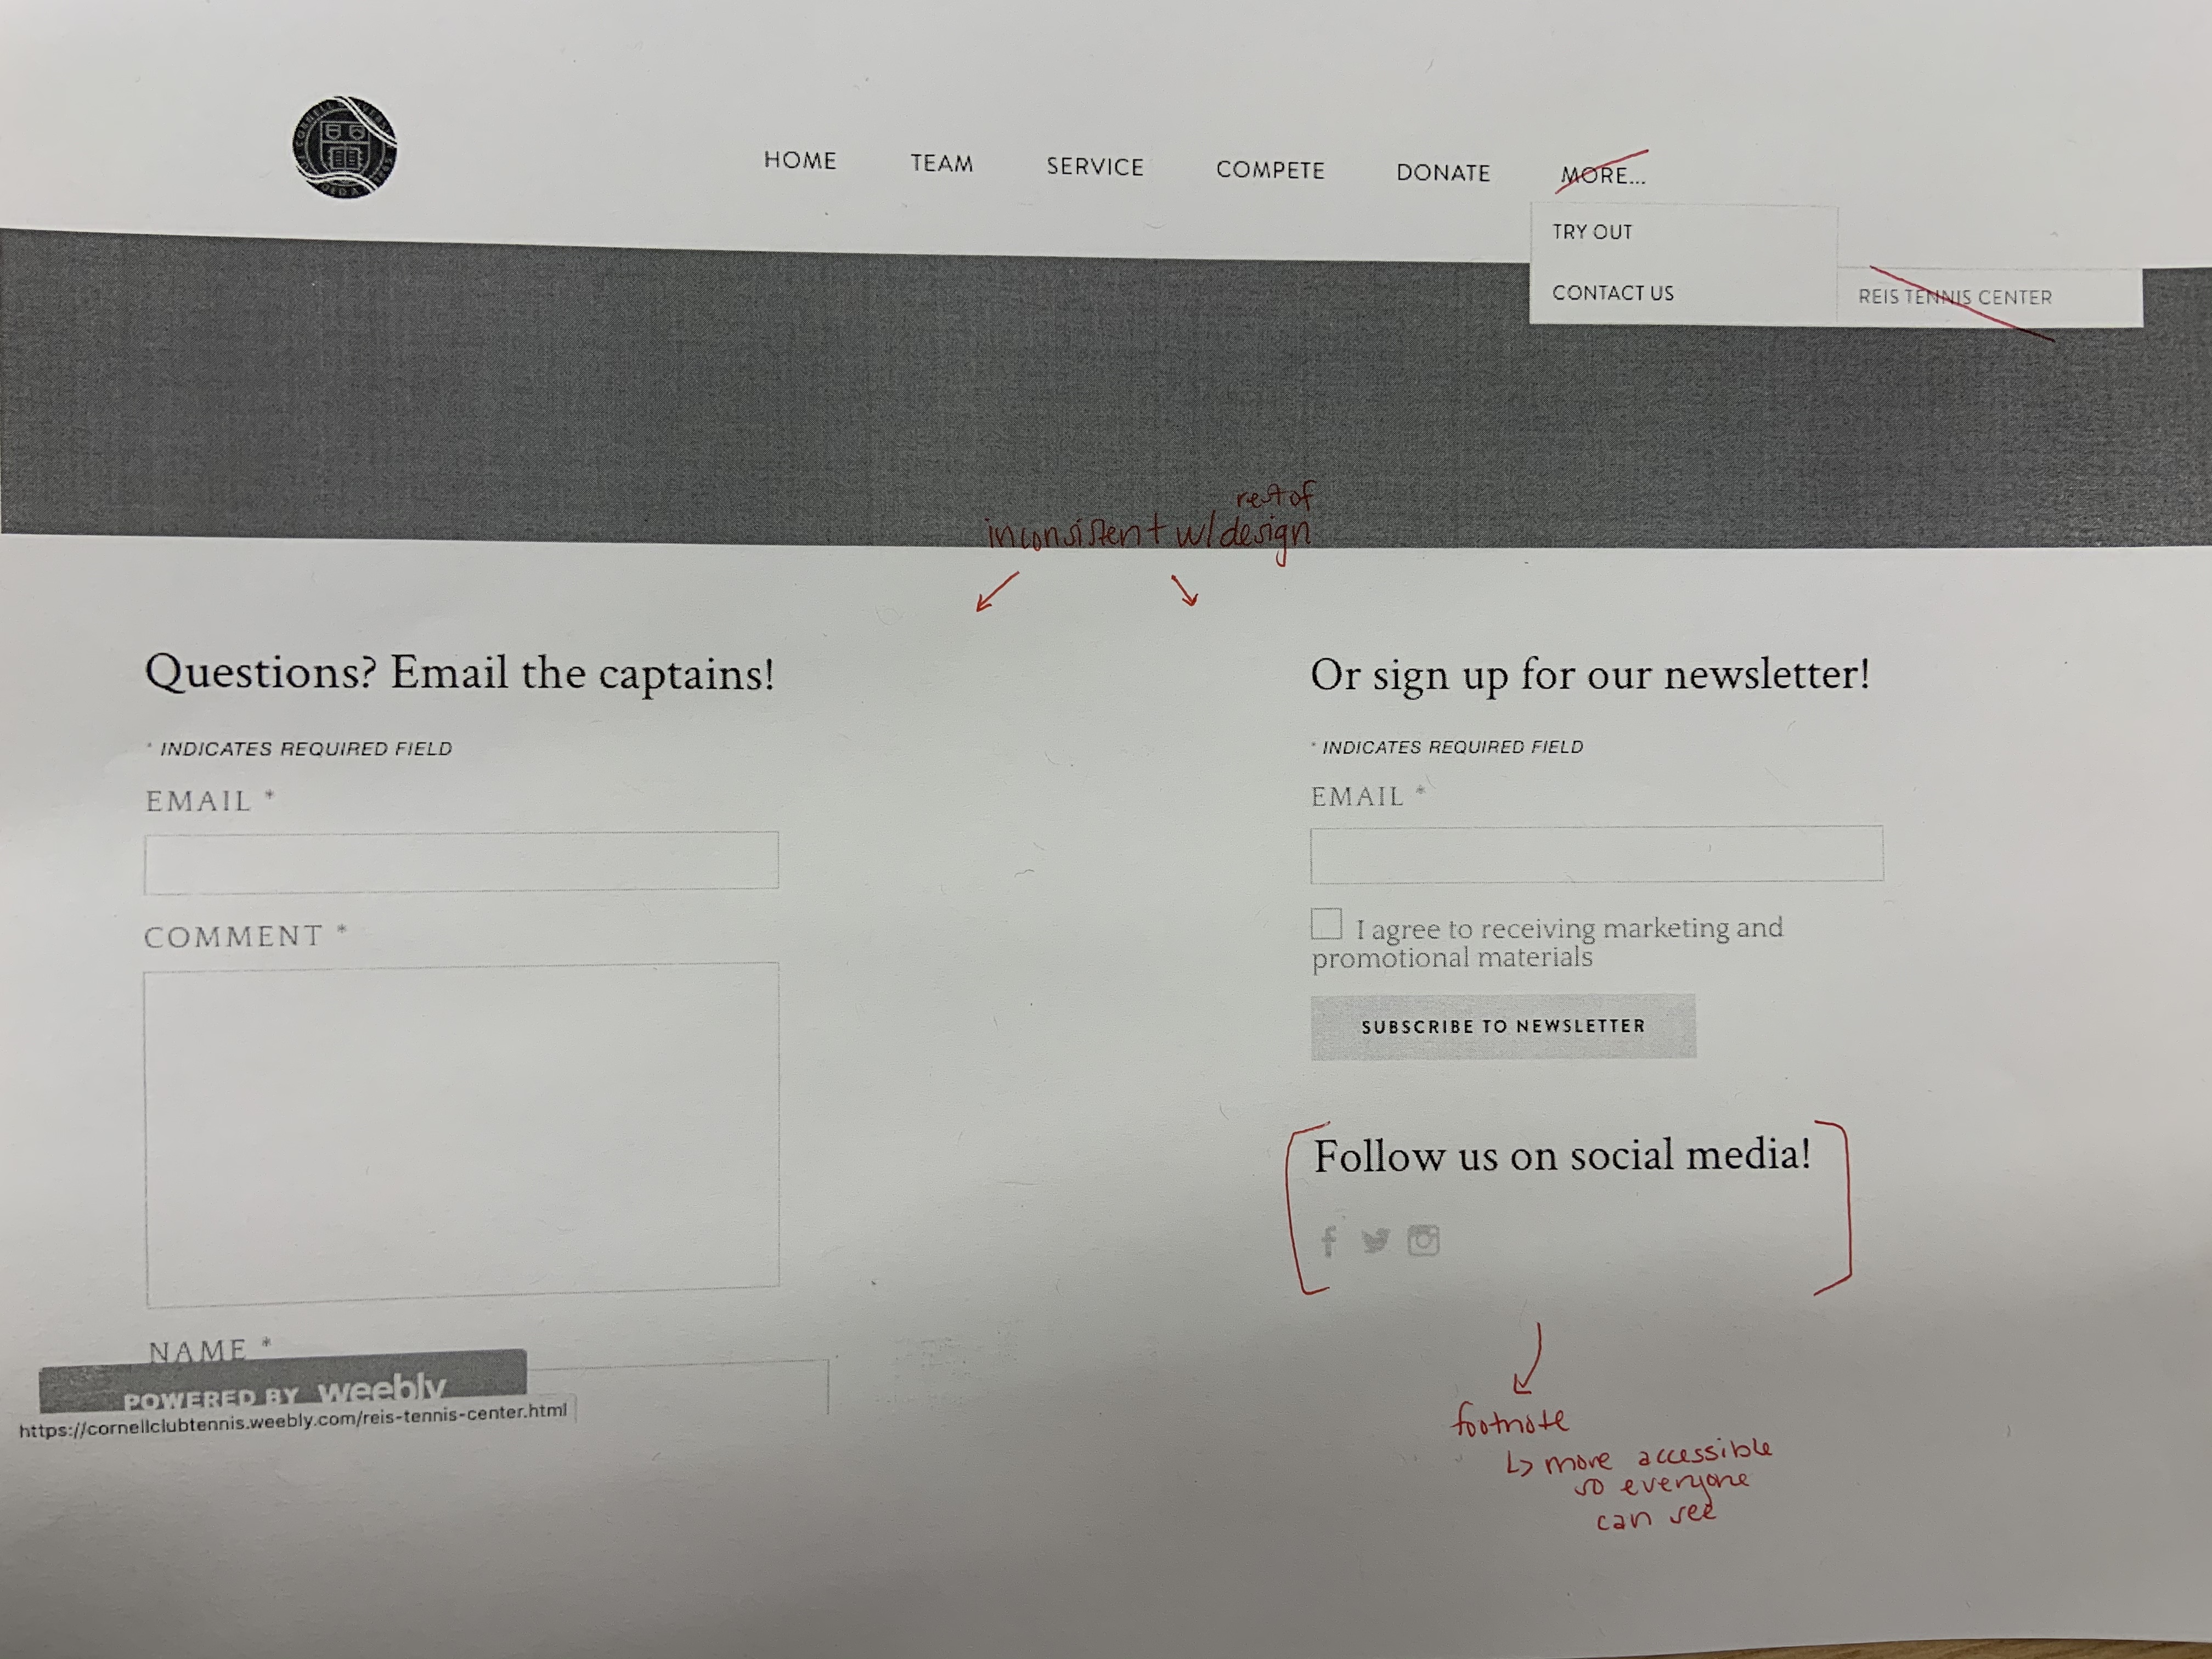 HOME TEAM SERVICE COMPETE DONATE MORE...
TRY OUT
CONTACT US
REIS TENNIS CENTER
rest of
inconsistent w/ design
Questions? Email the captains!
* INDICATES REQUIRED FIELD
EMAIL *
COMMENT *
NAME *
POWERED BY weebly
https://cornellclubtennis.weebly.com/reis-tennis-center.html
Or sign up for our newsletter!
* INDICATES REQUIRED FIELD
EMAIL *
I agree to receiving marketing and
promotional materials
SUBSCRIBE TO NEWSLETTER
Follow us on social media!
footnote
↳ more accessible
so everyone
can see